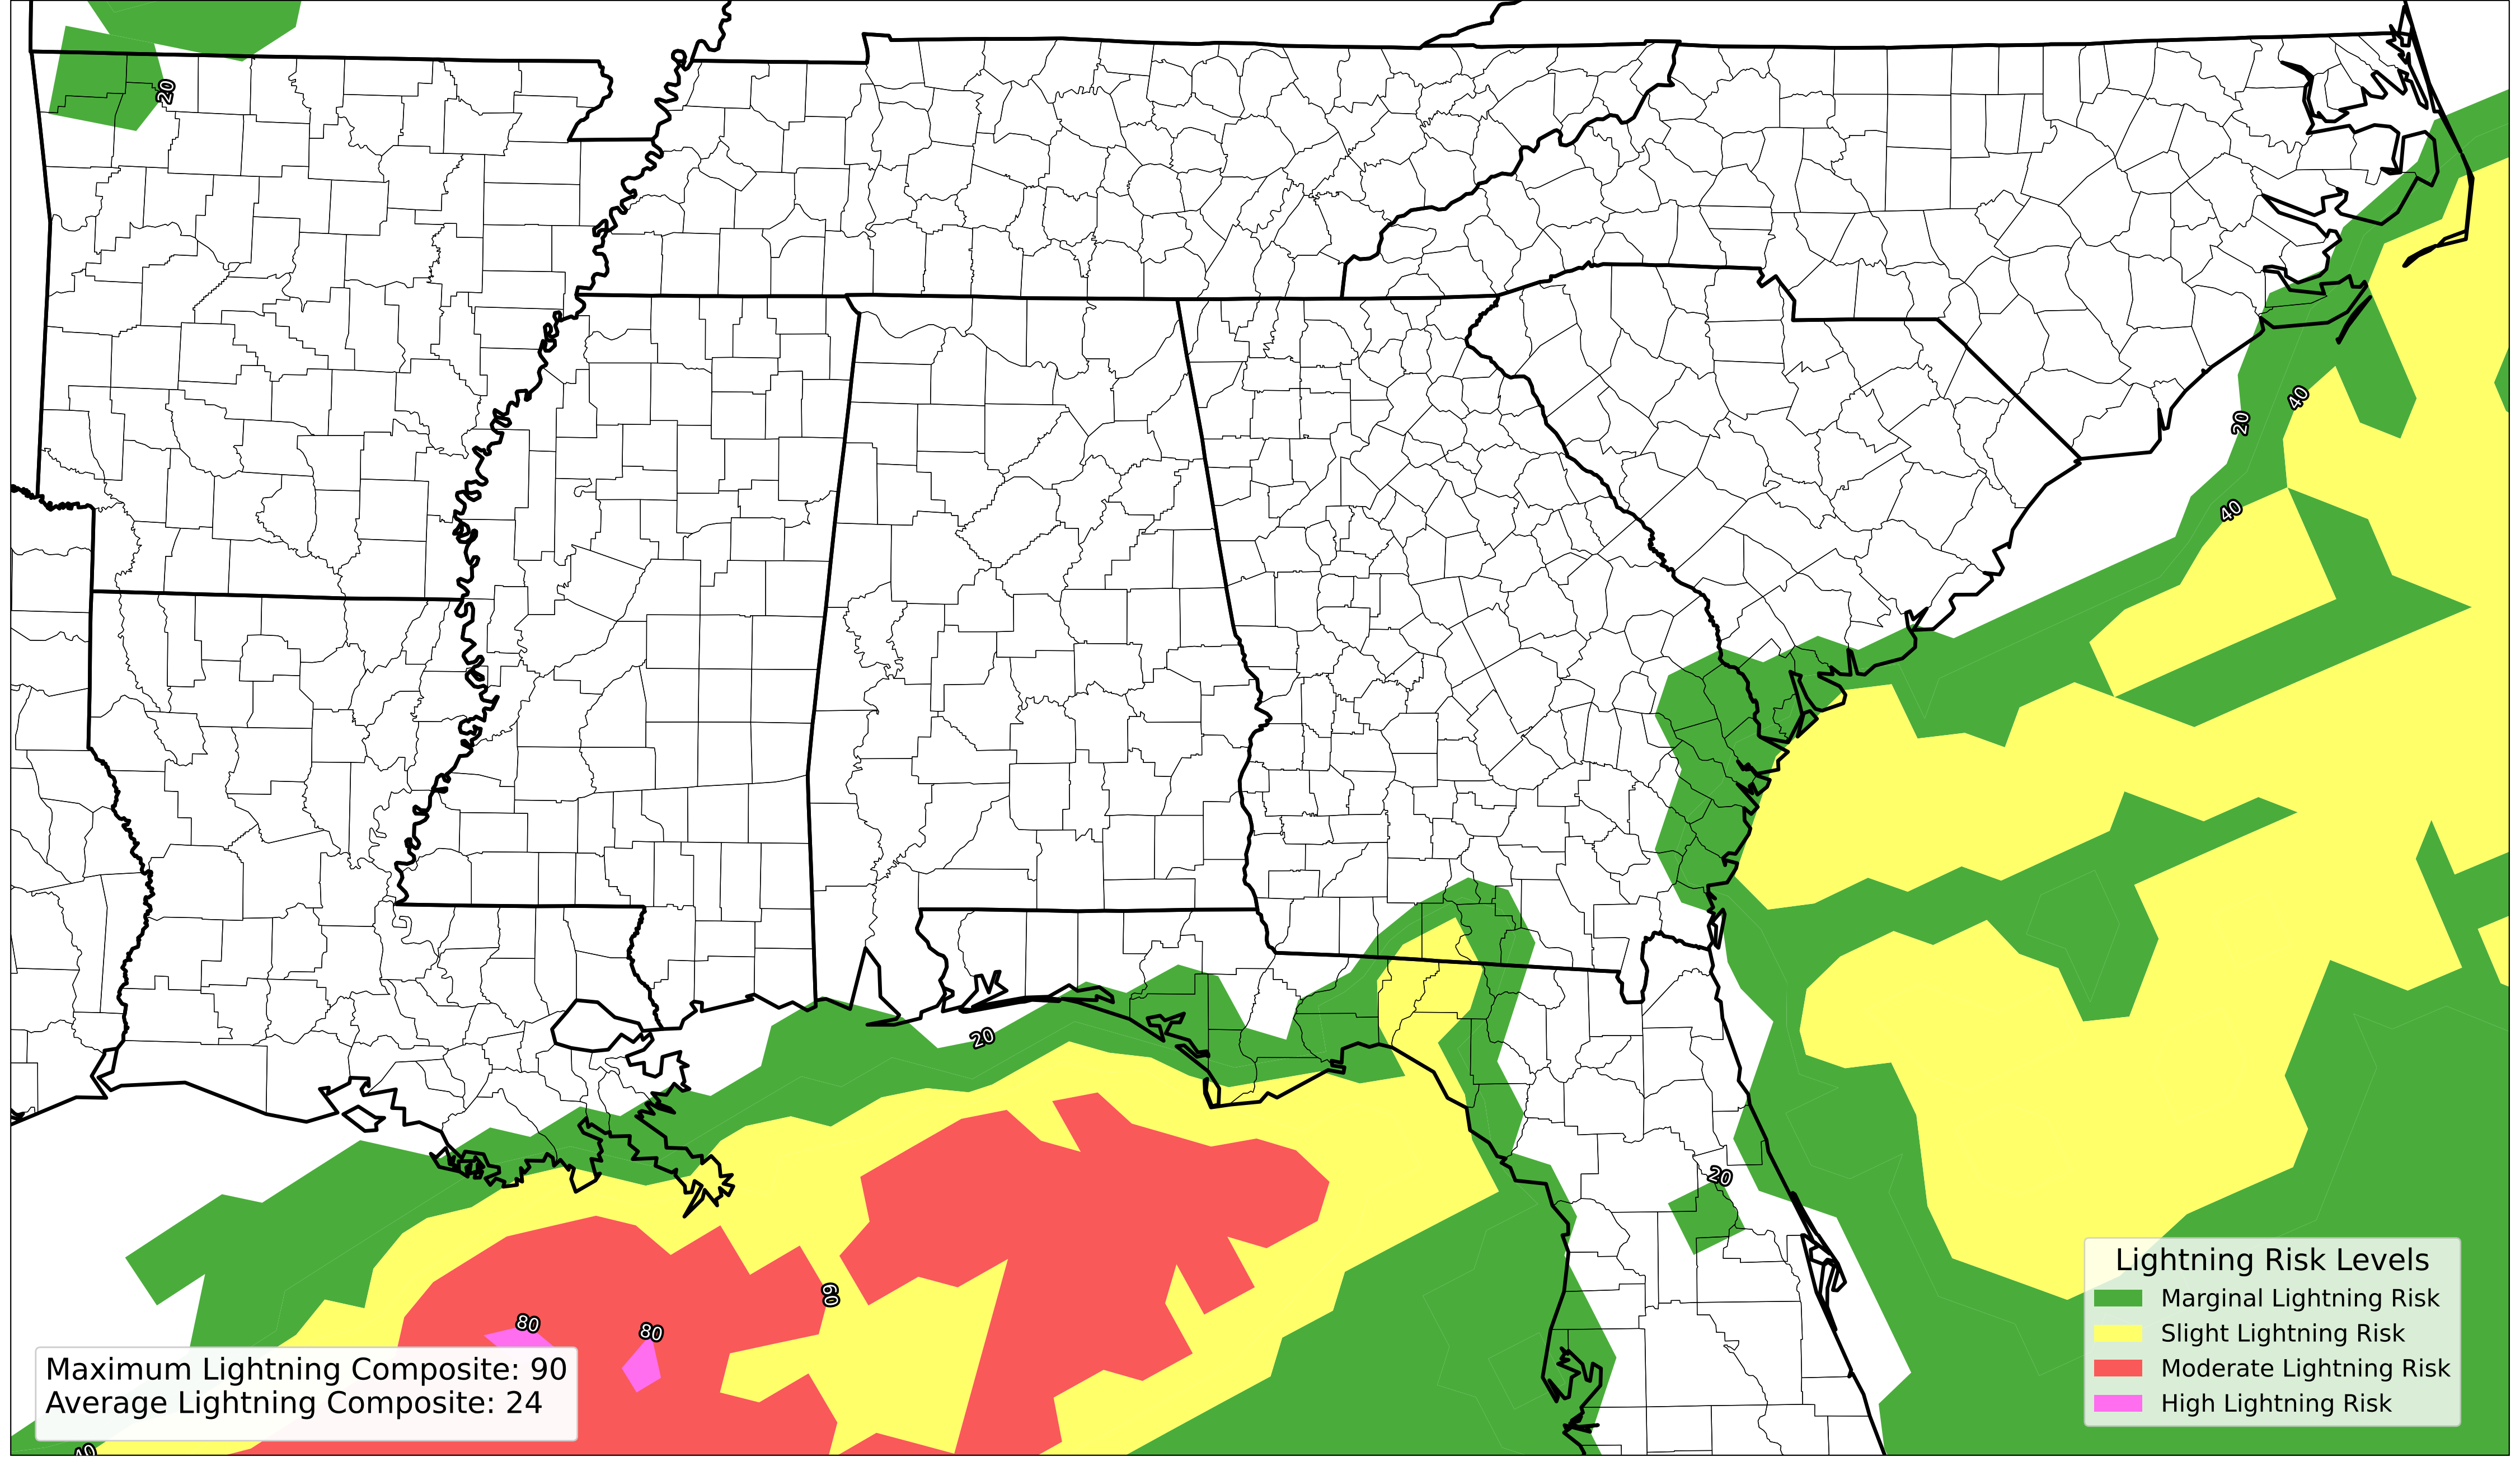 20
40
20
40
20
20
60
80
80
Maximum Lightning Composite: 90
Average Lightning Composite: 24
40
Lightning Risk Levels
Marginal Lightning Risk
Slight Lightning Risk
Moderate Lightning Risk
High Lightning Risk